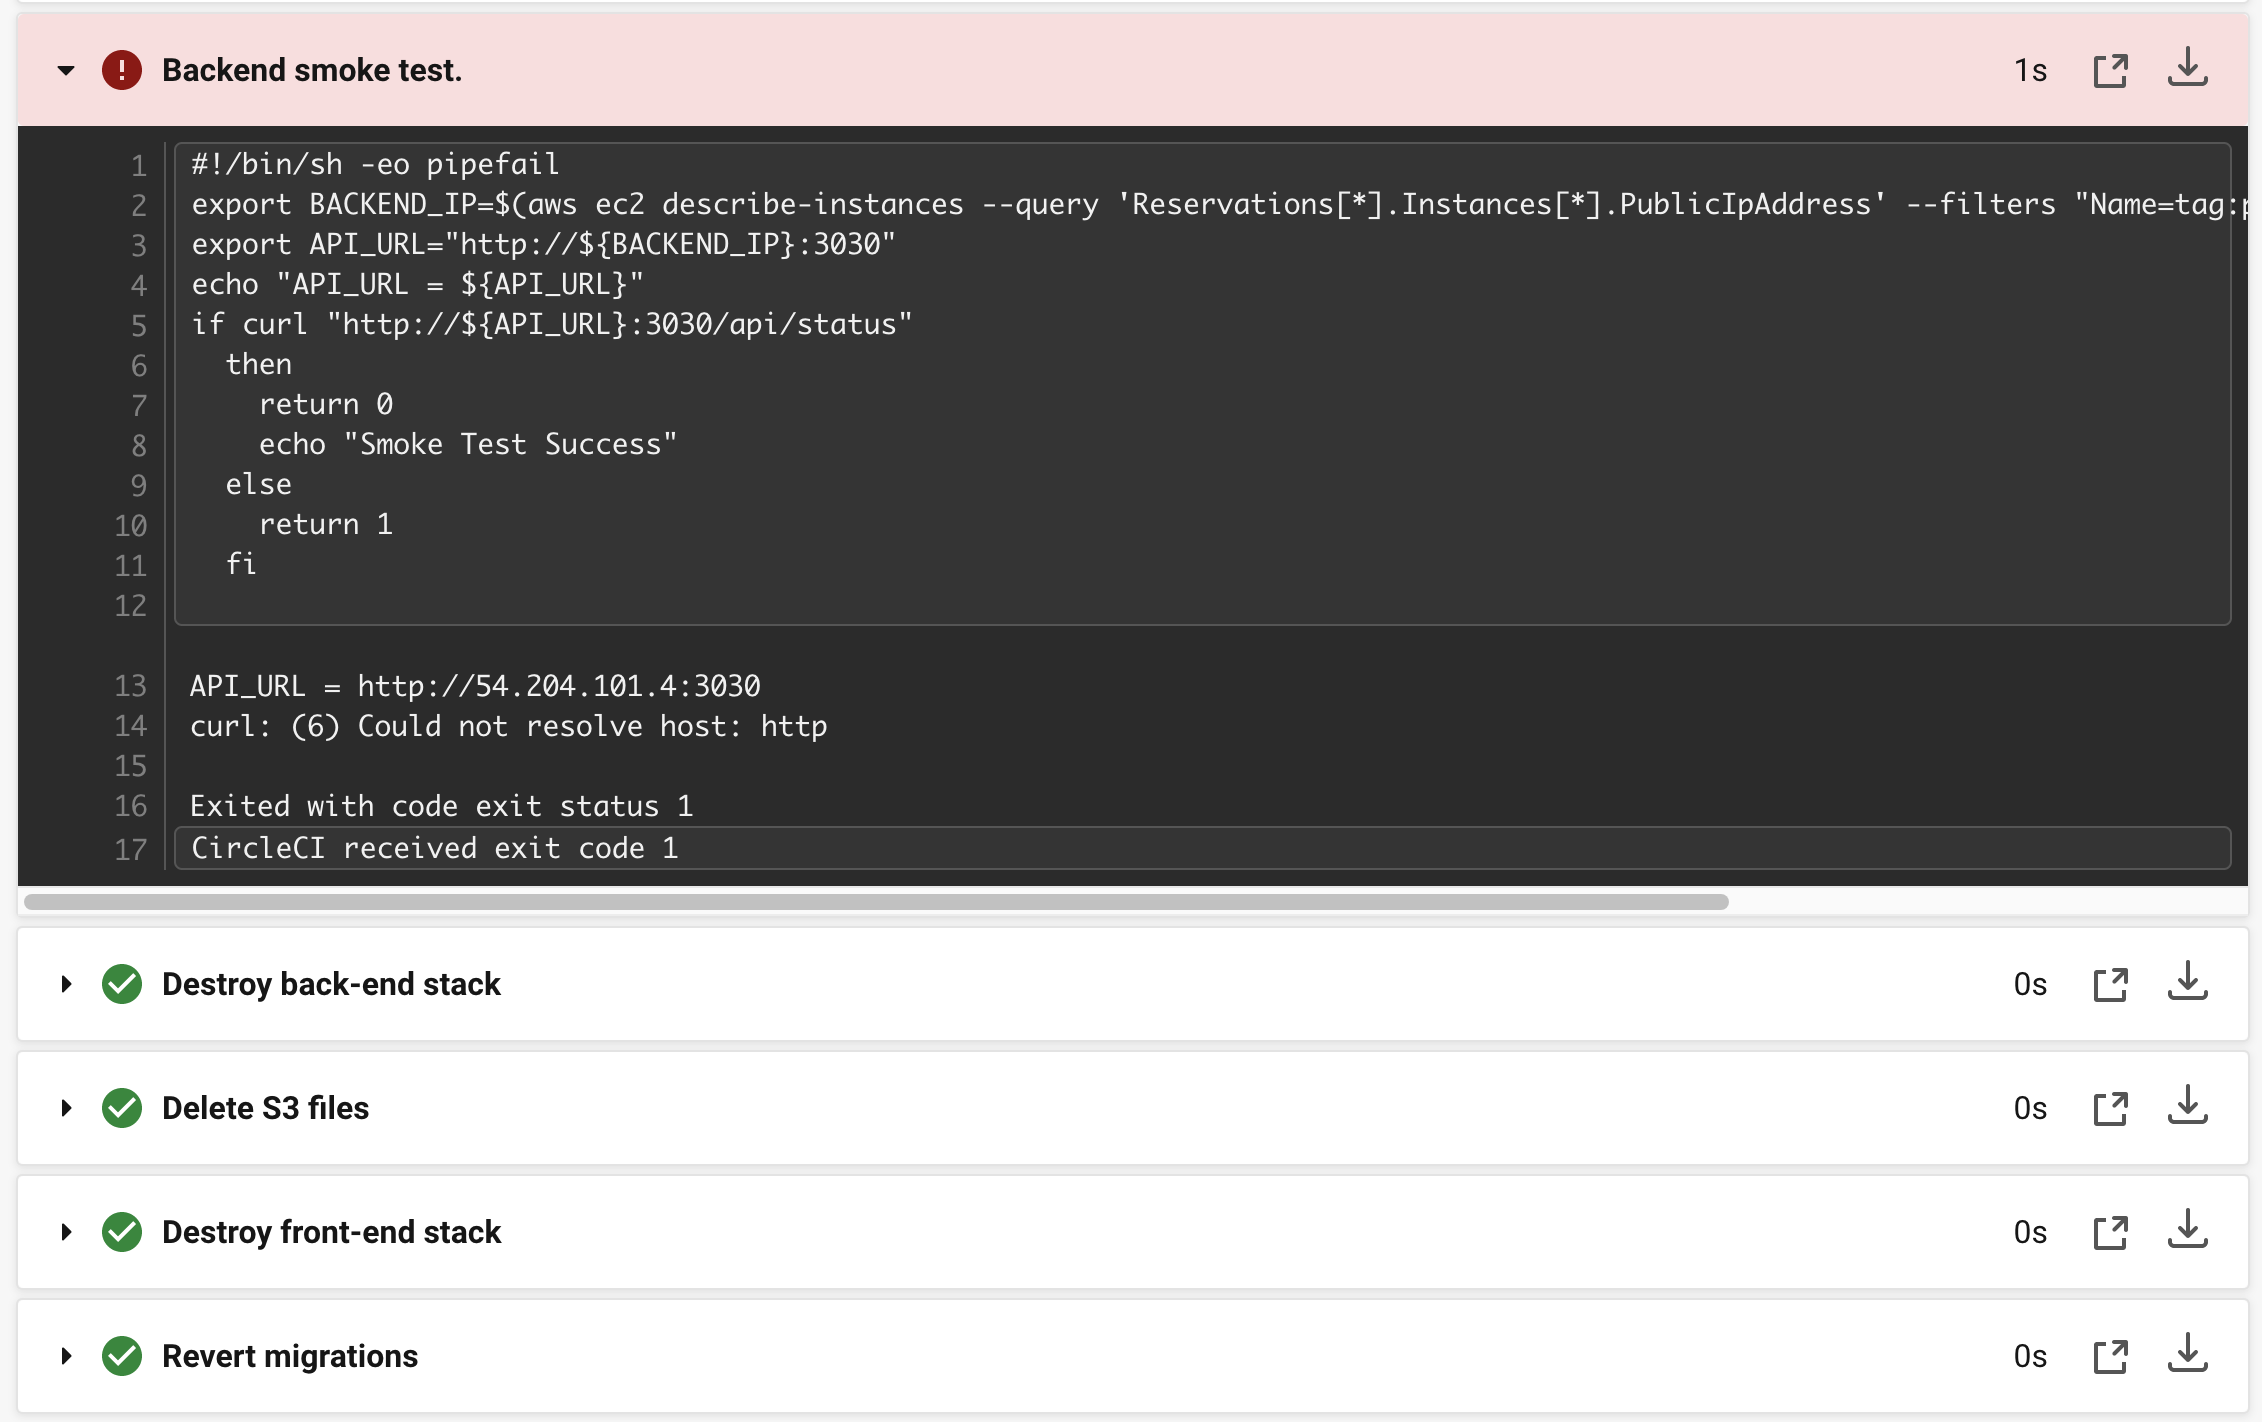 Backend smoke test.
1s
1 #!/bin/sh -eo pipefail
2 export BACKEND_IP=$(aws ec2 describe-instances --query 'Reservations[*].Instances[*].PublicIpAddress' --filters "Name=tag:p
3 export API_URL="http://${BACKEND_IP}:3030"
4 echo "API_URL = ${API_URL}"
5 if curl "http://${API_URL}:3030/api/status"
6   then
7     return 0
8     echo "Smoke Test Success"
9   else
10     return 1
11   fi
12
13 API_URL = http://54.204.101.4:3030
14 curl: (6) Could not resolve host: http
15
16 Exited with code exit status 1
17 CircleCI received exit code 1
Destroy back-end stack
0s
Delete S3 files
0s
Destroy front-end stack
0s
Revert migrations
0s